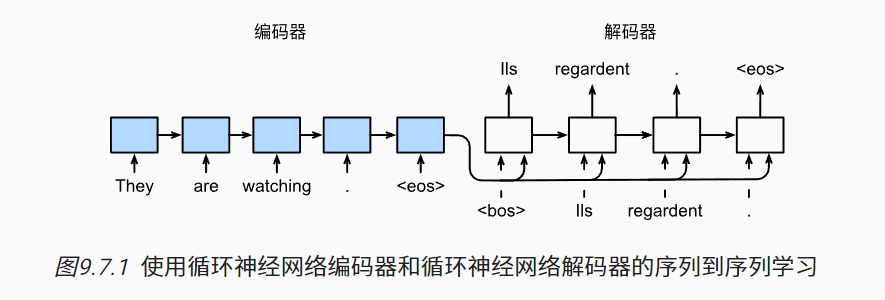 编码器 解码器
Ils regardent . <eos>
They are watching . <eos>
<bos> Ils regardent .
图9.7.1 使用循环神经网络编码器和循环神经网络解码器的序列到序列学习